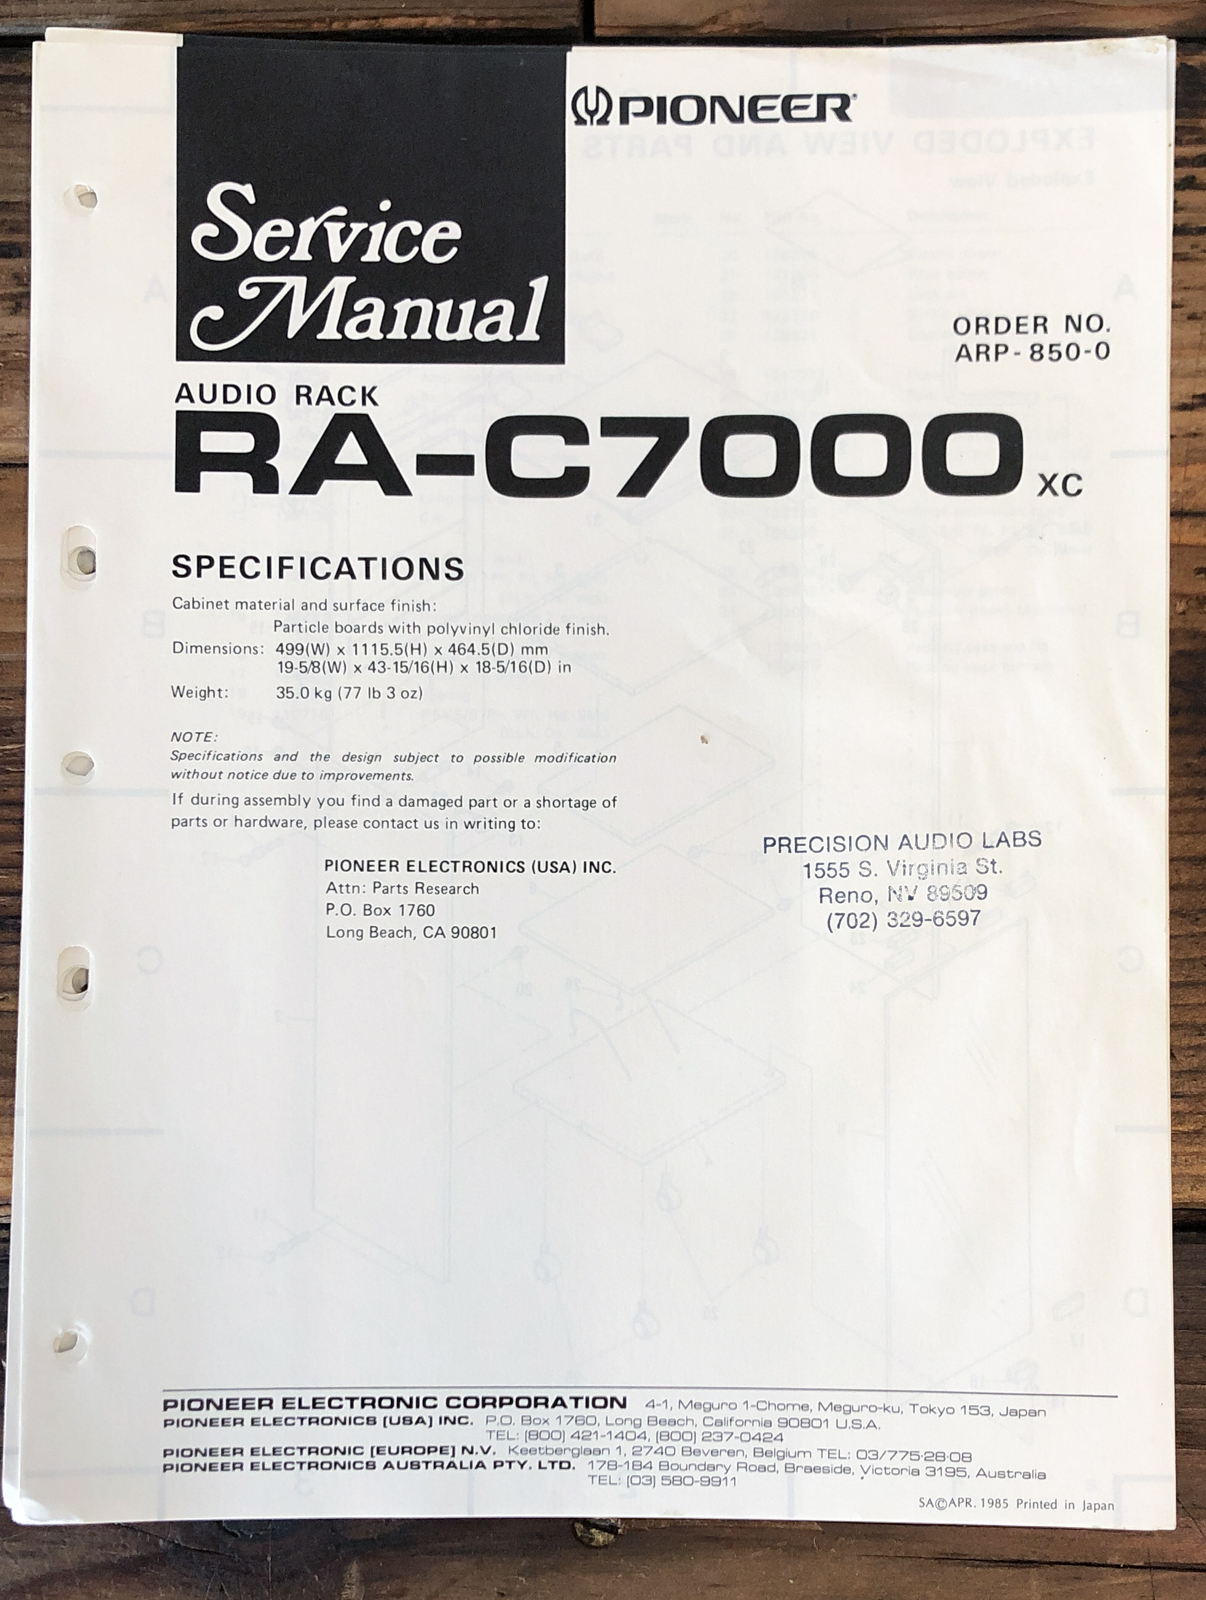 PIONEER®
Service
Manual
ORDER NO.
ARP-850-0
AUDIO RACK
RA-C7000 XC
SPECIFICATIONS
Cabinet material and surface finish:
Particle boards with polyvinyl chloride finish.
Dimensions: 499(W) x 1115.5(H) x 464.5(D) mm
19-5/8(W) x 43-15/16(H) x 18-5/16(D) in
Weight: 35.0 kg (77 lb 3 oz)
NOTE:
Specifications and the design subject to possible modification
without notice due to improvements.
If during assembly you find a damaged part or a shortage of
parts or hardware, please contact us in writing to:
PIONEER ELECTRONICS (USA) INC.
Attn: Parts Research
P.O. Box 1760
Long Beach, CA 90801
PRECISION AUDIO LABS
1555 S. Virginia St.
Reno, NV 89509
(702) 329-6597
PIONEER ELECTRONIC CORPORATION 4-1, Meguro 1-Chome, Meguro-ku, Tokyo 153, Japan
PIONEER ELECTRONICS (USA) INC. P.O. Box 1760, Long Beach, California 90801 U.S.A.
TEL: (800) 421-1404, (800) 237-0424
PIONEER ELECTRONIC (EUROPE) N.V. Keetberglaan 1, 2740 Beveren, Belgium TEL: 03/775·28·08
PIONEER ELECTRONICS AUSTRALIA PTY. LTD. 178-184 Boundary Road, Braeside, Victoria 3195, Australia
TEL: (03) 580-9911
SA©APR. 1985 Printed in Japan